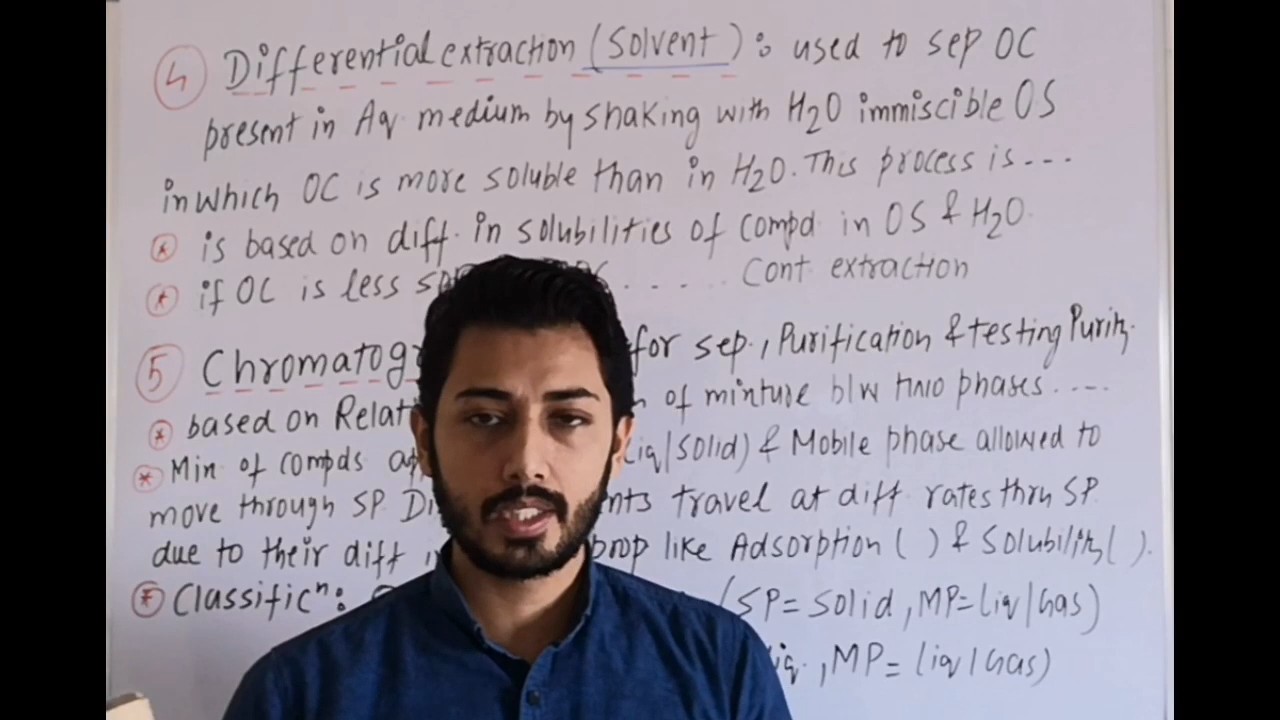 4 Differential extraction (Solvent) : used to sep OC
present in Aq medium by shaking with H2O immiscible OS
in which OC is more soluble than in H2O. This process is ---
* is based on diff. in solubilities of compd in OS & H2O
* if OC is less ..... Cont extraction
5 for sep., Purification & testing Purity.
* based on of mixture b/w two phases....
* Mix of compds Liq/Solid) & Mobile phase allowed to
move through SP. travel at diff rates thru SP
due to their diff prop like Adsorption ( ) & Solubility ( ).
* Classificn: (SP= Solid, MP= Liq/Gas)
, MP= Liq/Gas)